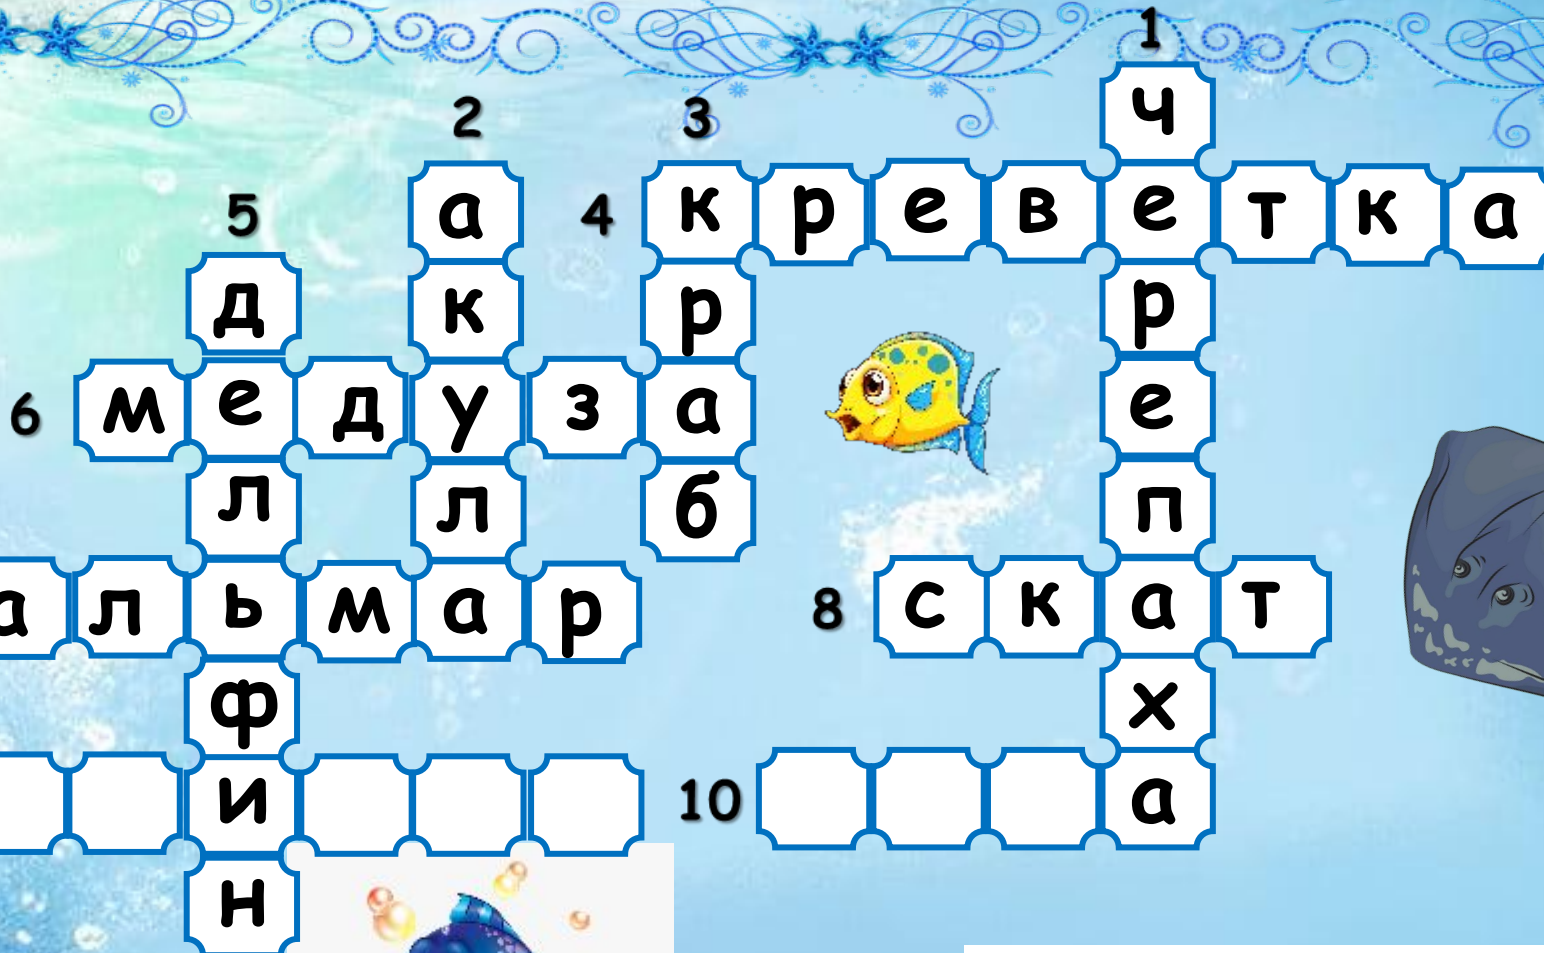 1
2 3 ч
5 а 4 креветка
д к р р
6 медуза е
л л б п
альмар 8 скат
ф х
и 10 а
н